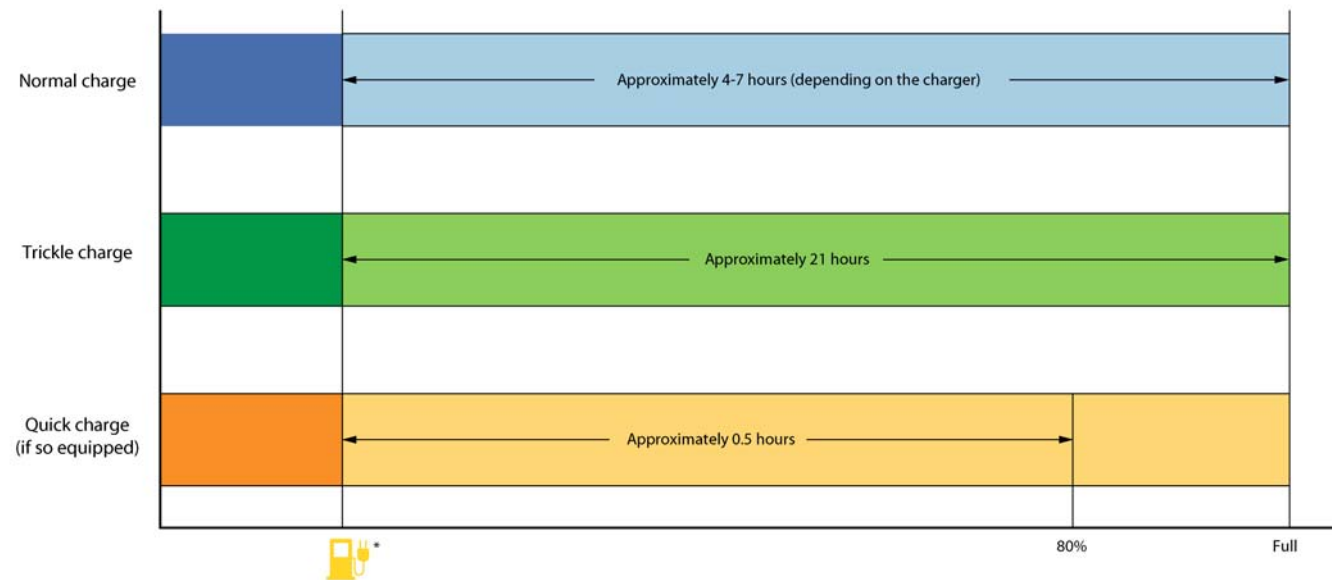 Normal charge
Approximately 4-7 hours (depending on the charger)
Trickle charge
Approximately 21 hours
Quick charge
(if so equipped)
Approximately 0.5 hours
*
80%
Full